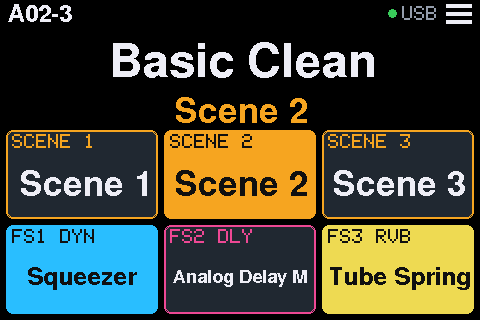 A02-3 USB
Basic Clean
Scene 2
SCENE 1 SCENE 2 SCENE 3
Scene 1 Scene 2 Scene 3
FS1 DYN FS2 DLY FS3 RVB
Squeezer Analog Delay M Tube Spring